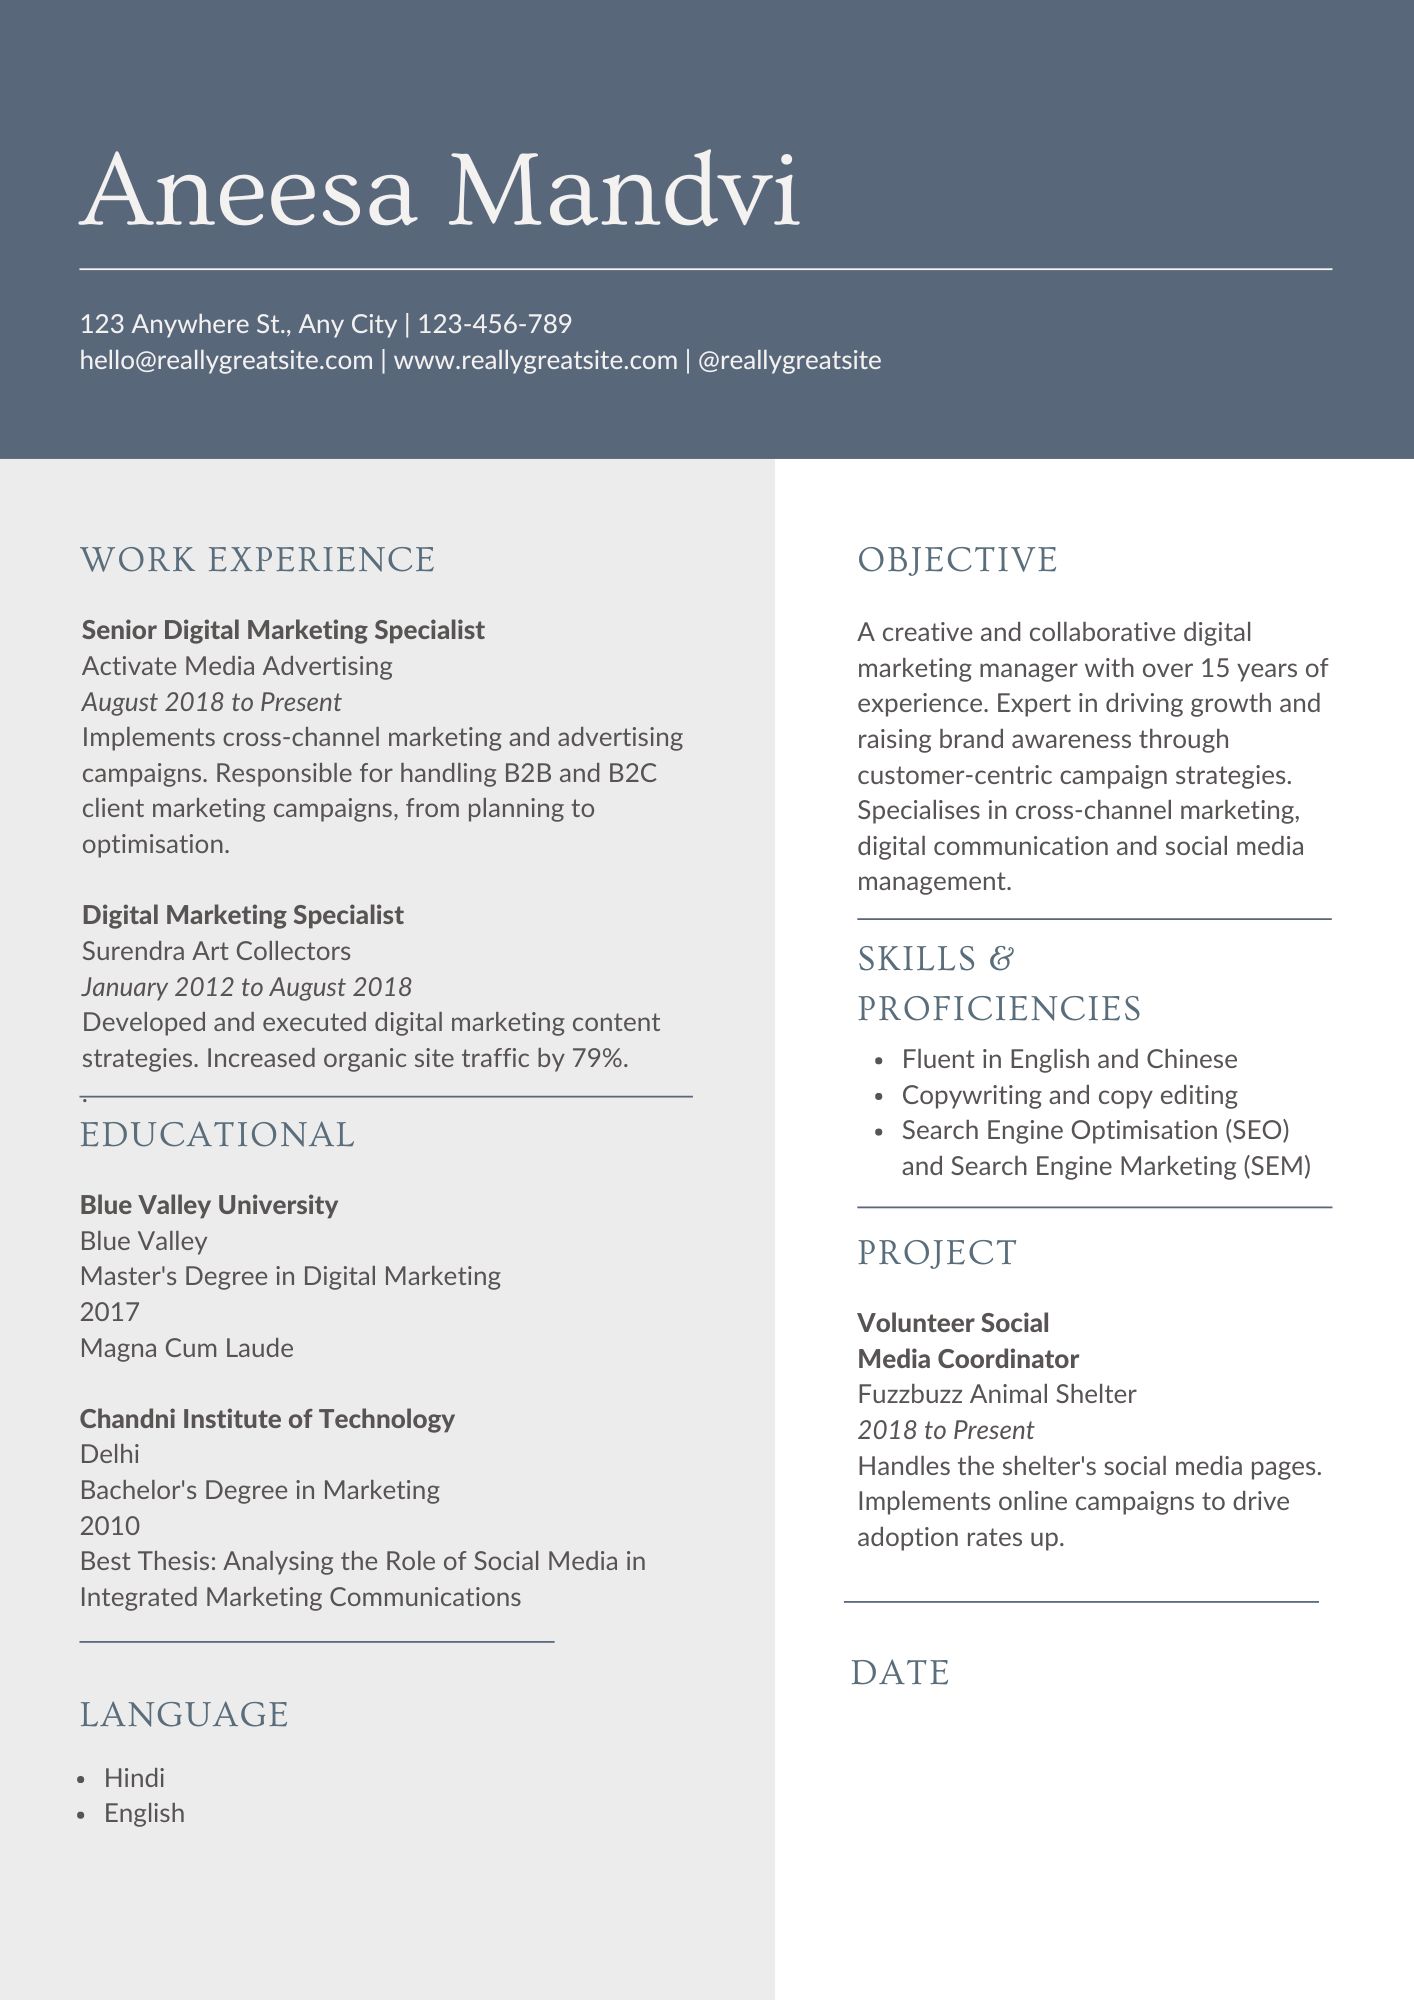 Aneesa Mandvi
123 Anywhere St., Any City | 123-456-789
hello@reallygreatsite.com | www.reallygreatsite.com | @reallygreatsite
WORK EXPERIENCE
Senior Digital Marketing Specialist
Activate Media Advertising
August 2018 to Present
Implements cross-channel marketing and advertising
campaigns. Responsible for handling B2B and B2C
client marketing campaigns, from planning to
optimisation.
Digital Marketing Specialist
Surendra Art Collectors
January 2012 to August 2018
Developed and executed digital marketing content
strategies. Increased organic site traffic by 79%.
.
EDUCATIONAL
Blue Valley University
Blue Valley
Master's Degree in Digital Marketing
2017
Magna Cum Laude
Chandni Institute of Technology
Delhi
Bachelor's Degree in Marketing
2010
Best Thesis: Analysing the Role of Social Media in
Integrated Marketing Communications
LANGUAGE
• Hindi
• English
OBJECTIVE
A creative and collaborative digital
marketing manager with over 15 years of
experience. Expert in driving growth and
raising brand awareness through
customer-centric campaign strategies.
Specialises in cross-channel marketing,
digital communication and social media
management.
SKILLS &
PROFICIENCIES
• Fluent in English and Chinese
• Copywriting and copy editing
• Search Engine Optimisation (SEO)
and Search Engine Marketing (SEM)
PROJECT
Volunteer Social
Media Coordinator
Fuzzbuzz Animal Shelter
2018 to Present
Handles the shelter's social media pages.
Implements online campaigns to drive
adoption rates up.
DATE